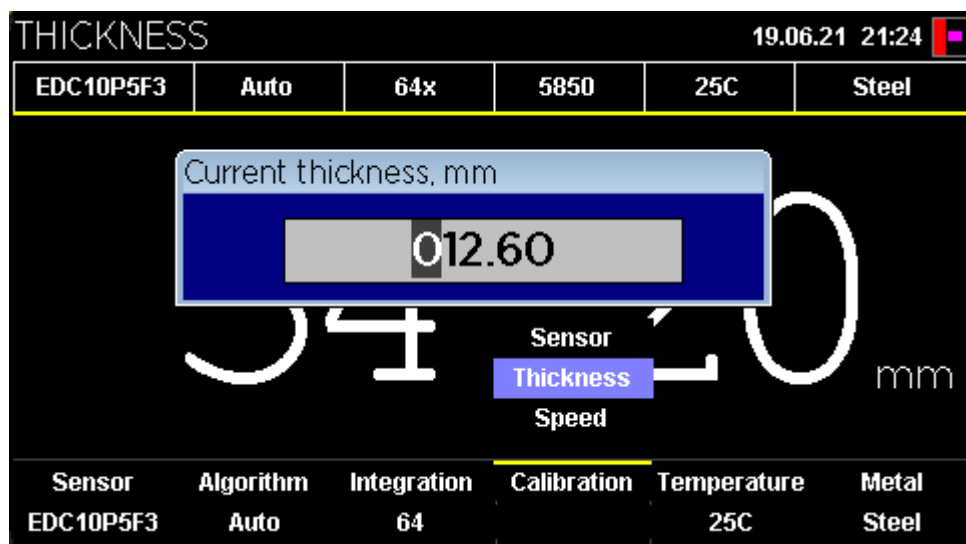 THICKNESS 19.06.21 21:24
EDC10P5F3 Auto 64x 5850 25C Steel
Current thickness, mm
012.60
mm
Sensor
Thickness
Speed
Sensor Algorithm Integration Calibration Temperature Metal
EDC10P5F3 Auto 64 25C Steel